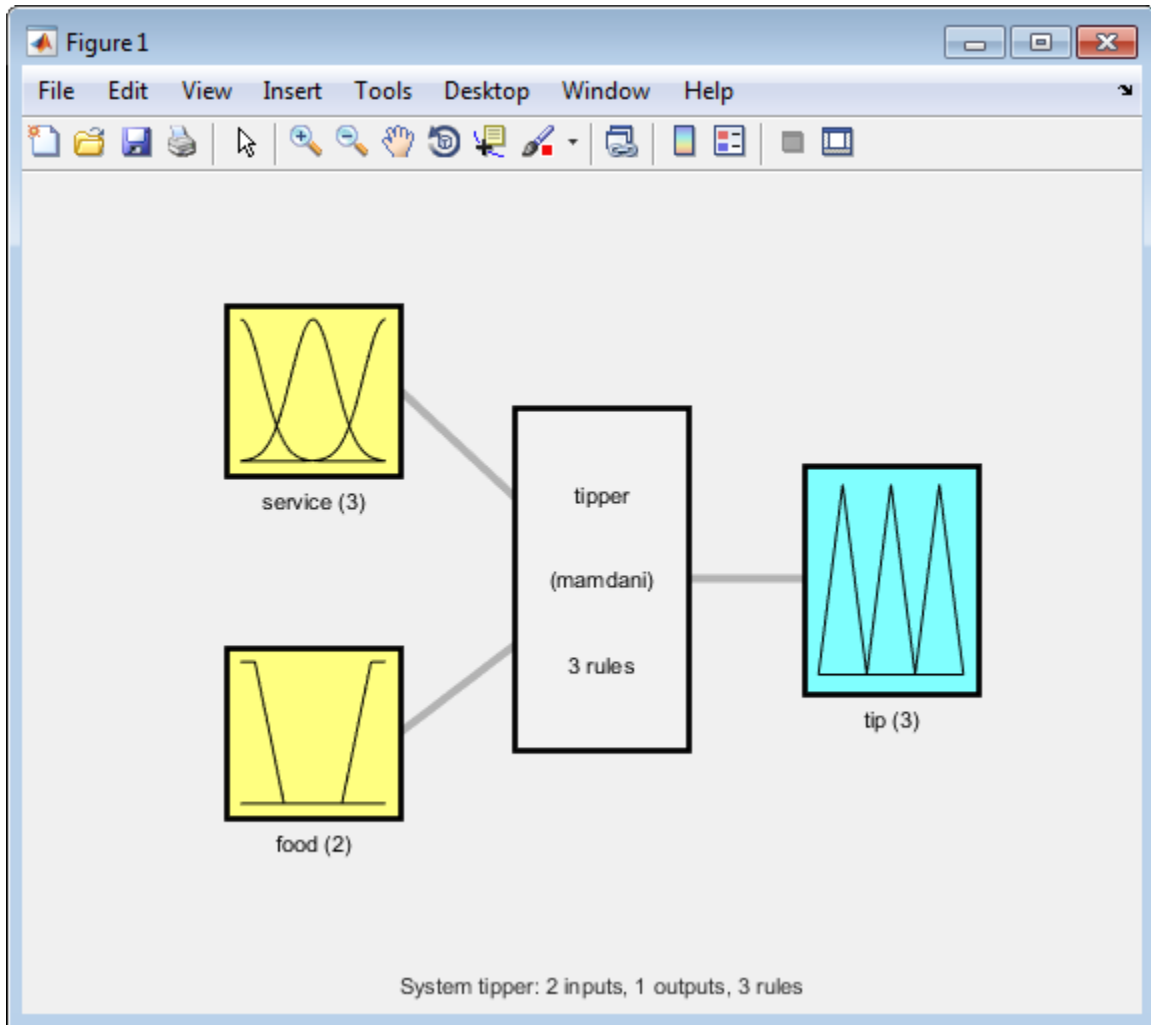 Figure 1
File Edit View Insert Tools Desktop Window Help
service (3)
food (2)
tipper
(mamdani)
3 rules
tip (3)
System tipper: 2 inputs, 1 outputs, 3 rules